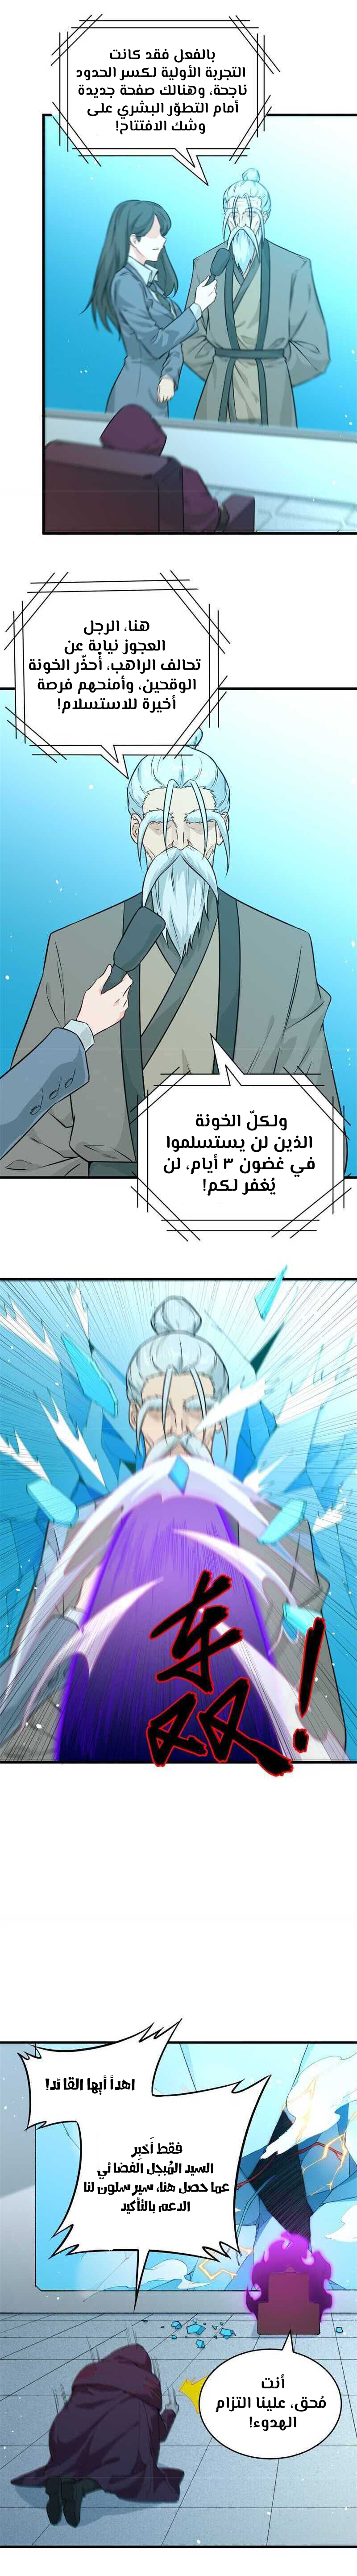 بالفعل فقد كانت
التجربة الأولية لكسر الحدود
ناجحة، وهنالك صفحة جديدة
أمام التطوّر البشري على
وشك الافتتاح!
هنا، الرجل
العجوز نيابة عن
تحالف الراهب، أُحذّر الخونة
الوقحين، وأمنحهم فرصة
أخيرة للاستسلام!
ولكلّ الخونة
الذين لن يستسلموا
في غضون ٣ أيام، لن
يُغفر لكم!
轰!
اهدأ أيها القائد!
فقط أَخبِر
السيد المُبجل الفضائي
عما حصل هنا، سيرسلون لنا
الدعم بالتأكيد
أنت
مُحق، علينا التزام
الهدوء!